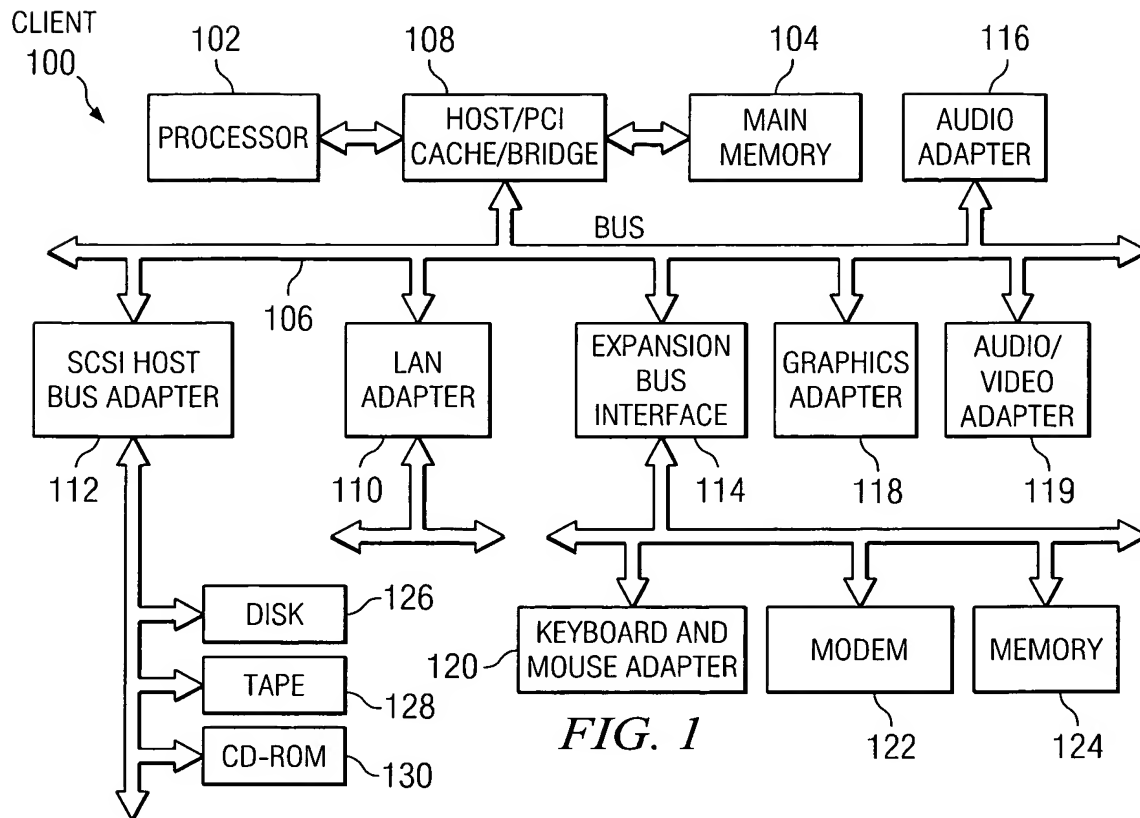 CLIENT
100
102
108
104
116
PROCESSOR
HOST/PCI
CACHE/BRIDGE
MAIN
MEMORY
AUDIO
ADAPTER
BUS
106
SCSI HOST
BUS ADAPTER
LAN
ADAPTER
EXPANSION
BUS
INTERFACE
GRAPHICS
ADAPTER
AUDIO/
VIDEO
ADAPTER
112
110
114
118
119
DISK
126
TAPE
128
CD-ROM
130
120
KEYBOARD AND
MOUSE ADAPTER
MODEM
MEMORY
122
124
FIG. 1